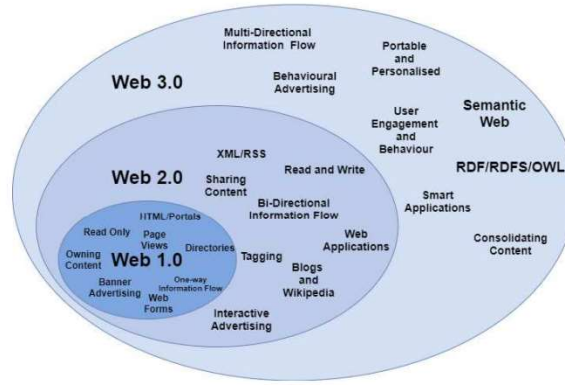 Multi-Directional
Information Flow
Portable
and
Personalised
Behavioural
Advertising
Web 3.0
Semantic
Web
User
Engagement
and
Behaviour
XML/RSS
Read and Write
RDF/RDFS/OWL
Web 2.0
Sharing
Content
Smart
Applications
Bi-Directional
Information Flow
HTML/Portols
Read Only
Page
Views
Web
Applications
Consolidating
Content
Directories
Owning
Content
Web 1.0
Tagging
Blogs
and
Wikipedia
Banner
Advertising
One-way
Information Flow
Web
Forms
Interactive
Advertising